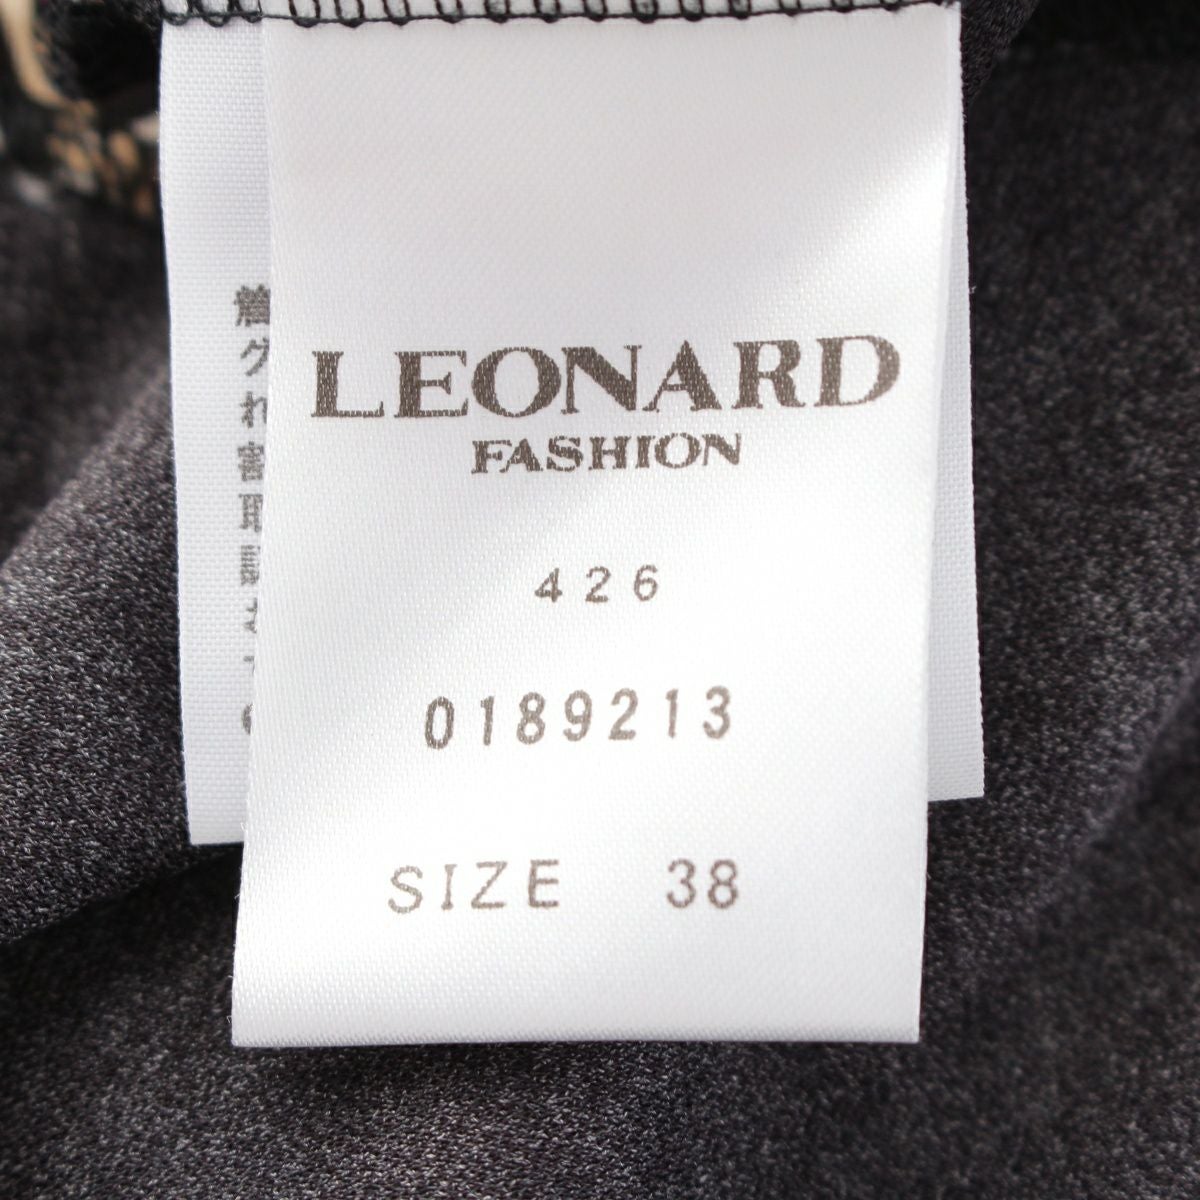 LEONARD
FASHION
426
0189213
SIZE 38